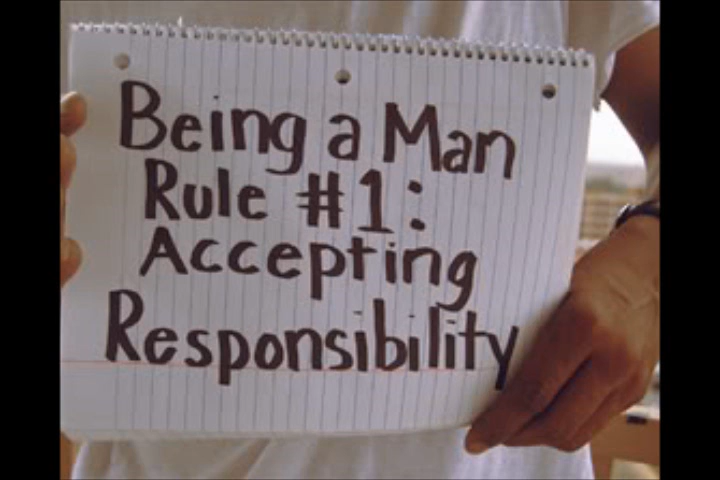 Being a Man
Rule #1:
Accepting
Responsibility